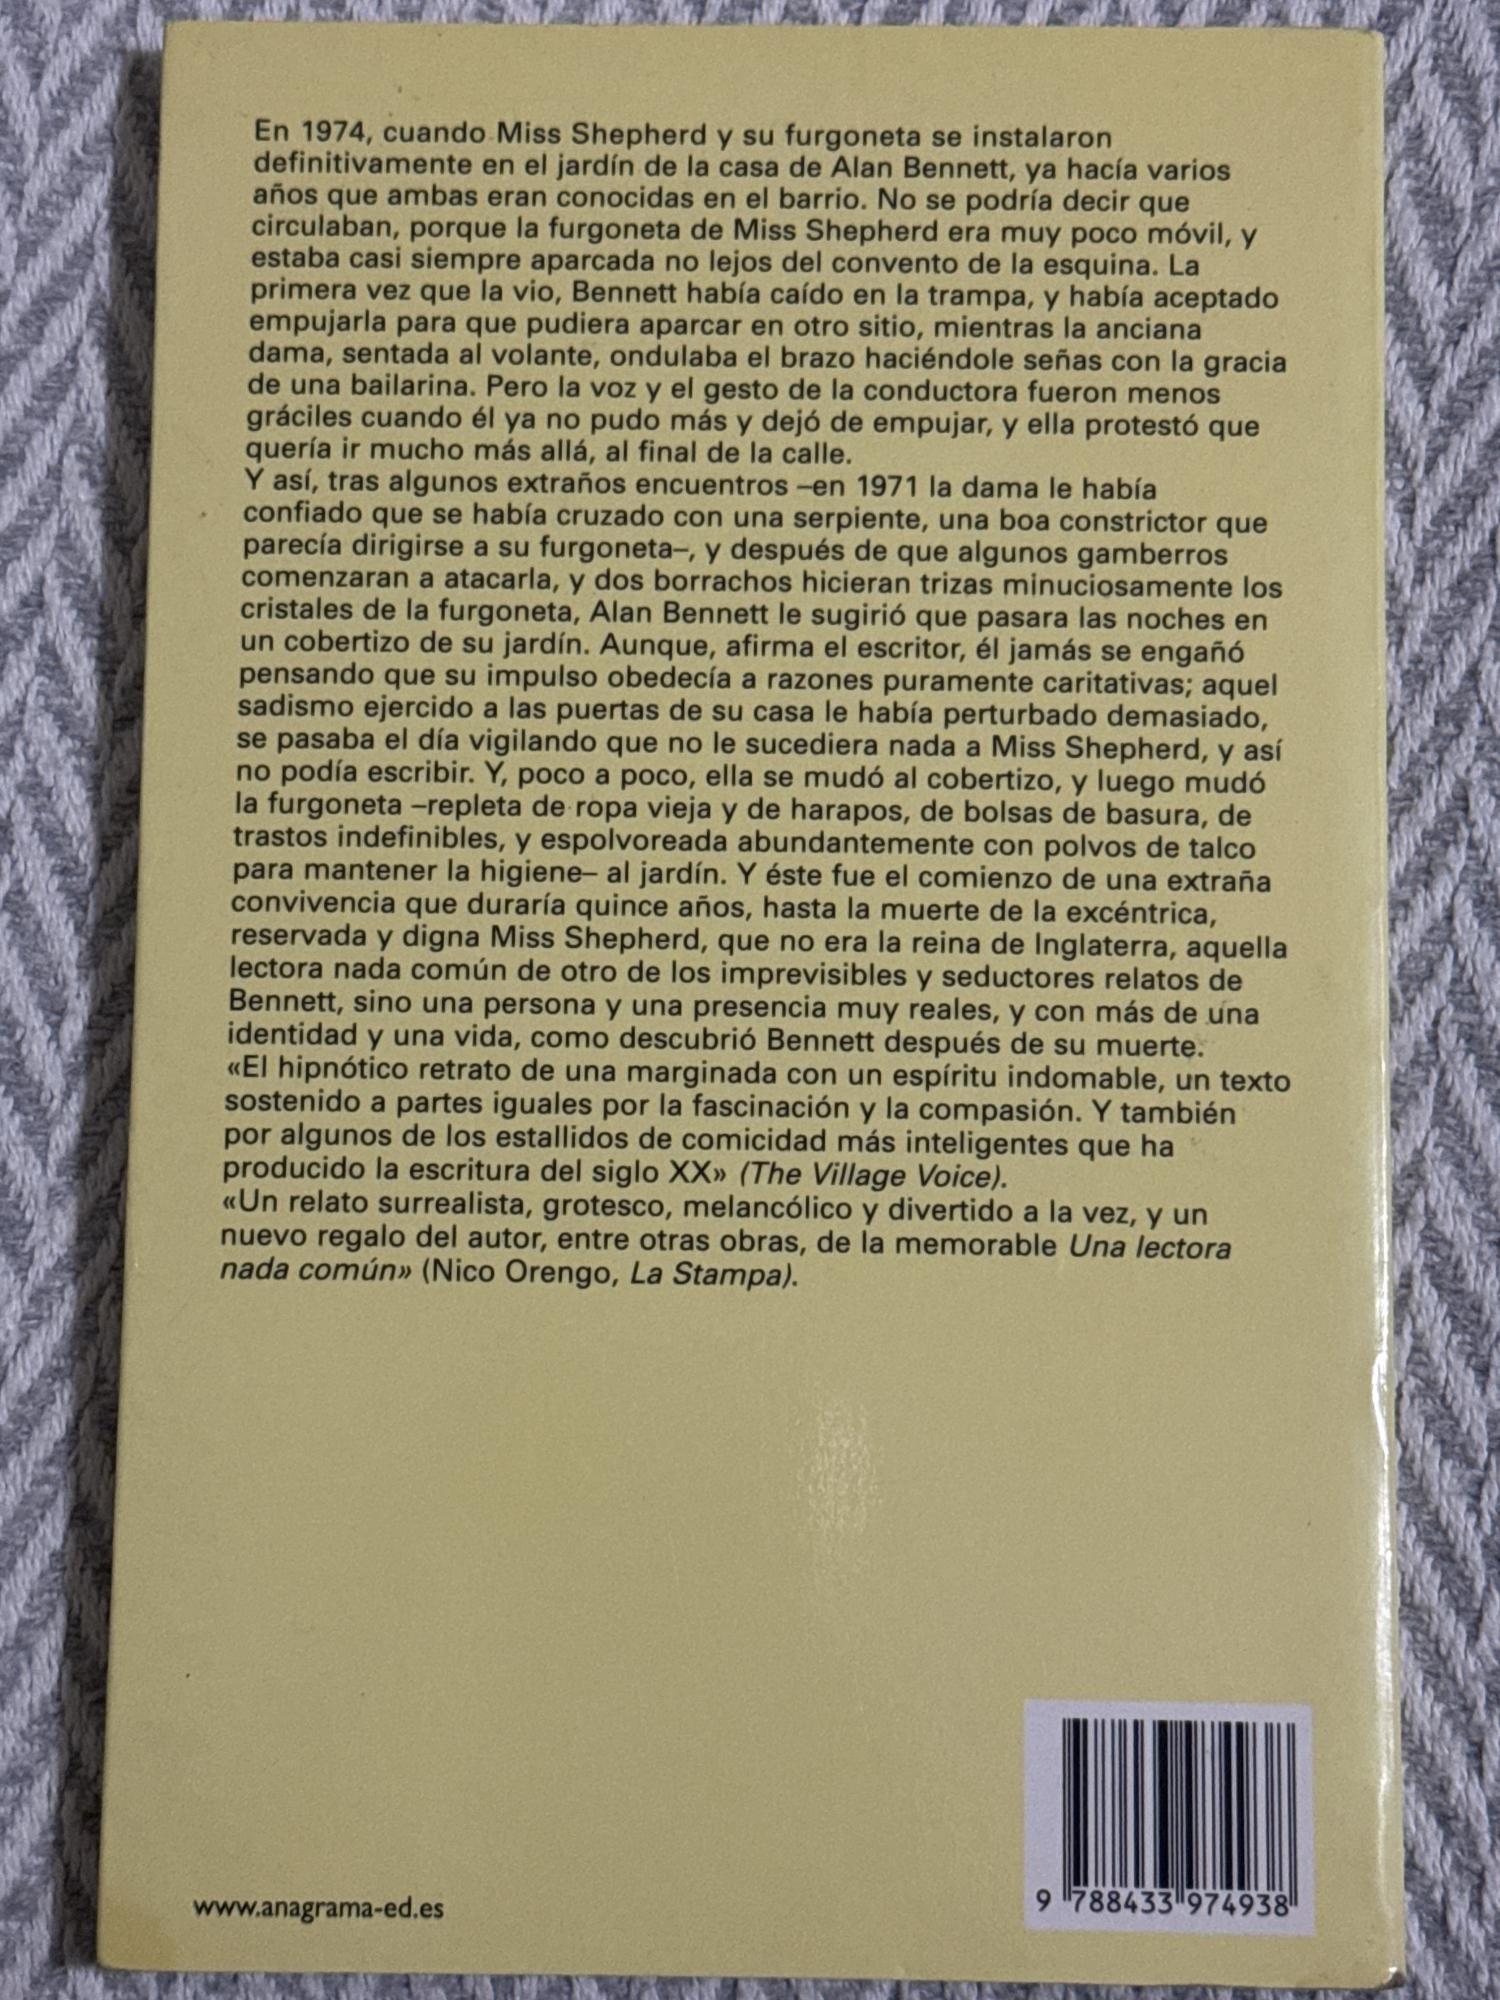 En 1974, cuando Miss Shepherd y su furgoneta se instalaron
definitivamente en el jardín de la casa de Alan Bennett, ya hacía varios
años que ambas eran conocidas en el barrio. No se podría decir que
circulaban, porque la furgoneta de Miss Shepherd era muy poco móvil, y
estaba casi siempre aparcada no lejos del convento de la esquina. La
primera vez que la vio, Bennett había caído en la trampa, y había aceptado
empujarla para que pudiera aparcar en otro sitio, mientras la anciana
dama, sentada al volante, ondulaba el brazo haciéndole señas con la gracia
de una bailarina. Pero la voz y el gesto de la conductora fueron menos
gráciles cuando él ya no pudo más y dejó de empujar, y ella protestó que
quería ir mucho más allá, al final de la calle.
Y así, tras algunos extraños encuentros –en 1971 la dama le había
confiado que se había cruzado con una serpiente, una boa constrictor que
parecía dirigirse a su furgoneta–, y después de que algunos gamberros
comenzaran a atacarla, y dos borrachos hicieran trizas minuciosamente los
cristales de la furgoneta, Alan Bennett le sugirió que pasara las noches en
un cobertizo de su jardín. Aunque, afirma el escritor, él jamás se engañó
pensando que su impulso obedecía a razones puramente caritativas; aquel
sadismo ejercido a las puertas de su casa le había perturbado demasiado,
se pasaba el día vigilando que no le sucediera nada a Miss Shepherd, y así
no podía escribir. Y, poco a poco, ella se mudó al cobertizo, y luego mudó
la furgoneta –repleta de ropa vieja y de harapos, de bolsas de basura, de
trastos indefinibles, y espolvoreada abundantemente con polvos de talco
para mantener la higiene– al jardín. Y éste fue el comienzo de una extraña
convivencia que duraría quince años, hasta la muerte de la excéntrica,
reservada y digna Miss Shepherd, que no era la reina de Inglaterra, aquella
lectora nada común de otro de los imprevisibles y seductores relatos de
Bennett, sino una persona y una presencia muy reales, y con más de una
identidad y una vida, como descubrió Bennett después de su muerte.
«El hipnótico retrato de una marginada con un espíritu indomable, un texto
sostenido a partes iguales por la fascinación y la compasión. Y también
por algunos de los estallidos de comicidad más inteligentes que ha
producido la escritura del siglo XX» (The Village Voice).
«Un relato surrealista, grotesco, melancólico y divertido a la vez, y un
nuevo regalo del autor, entre otras obras, de la memorable Una lectora
nada común» (Nico Orengo, La Stampa).
www.anagrama-ed.es
9 788433 974938